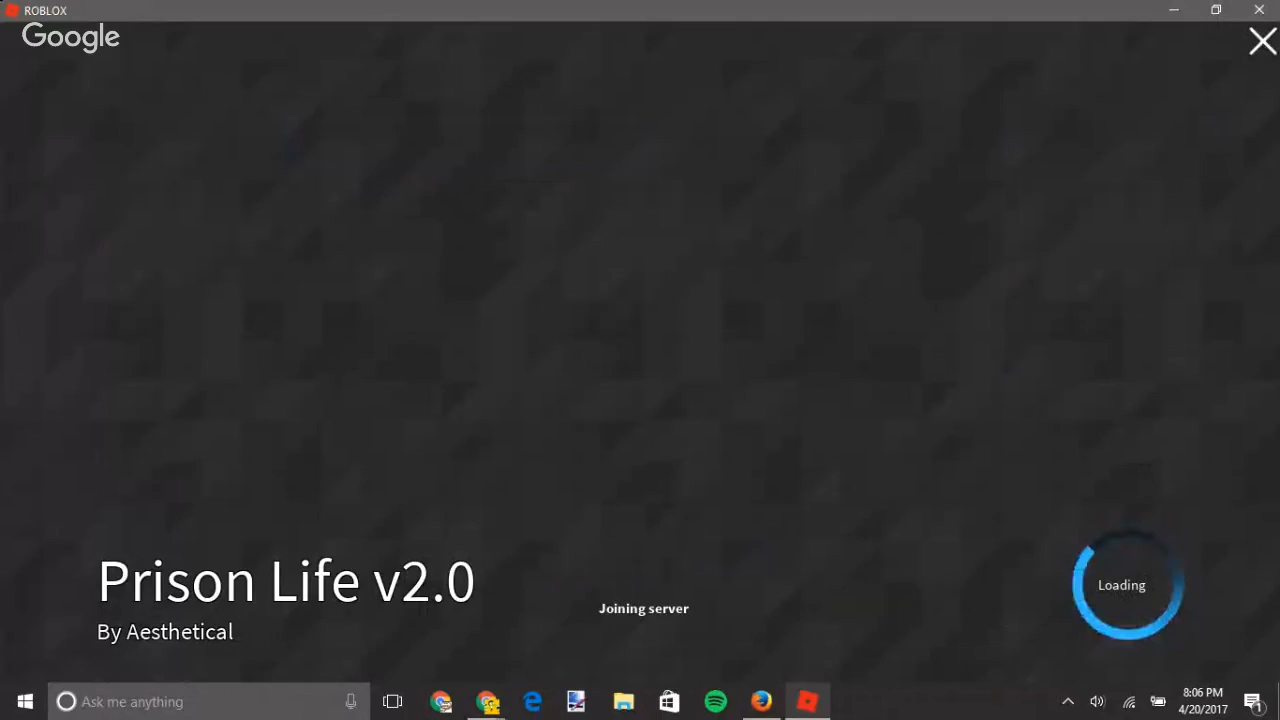 ROBLOX
Google
Prison Life v2.0
By Aesthetical
Joining server
Loading
Ask me anything
8:06 PM
4/20/2017
1